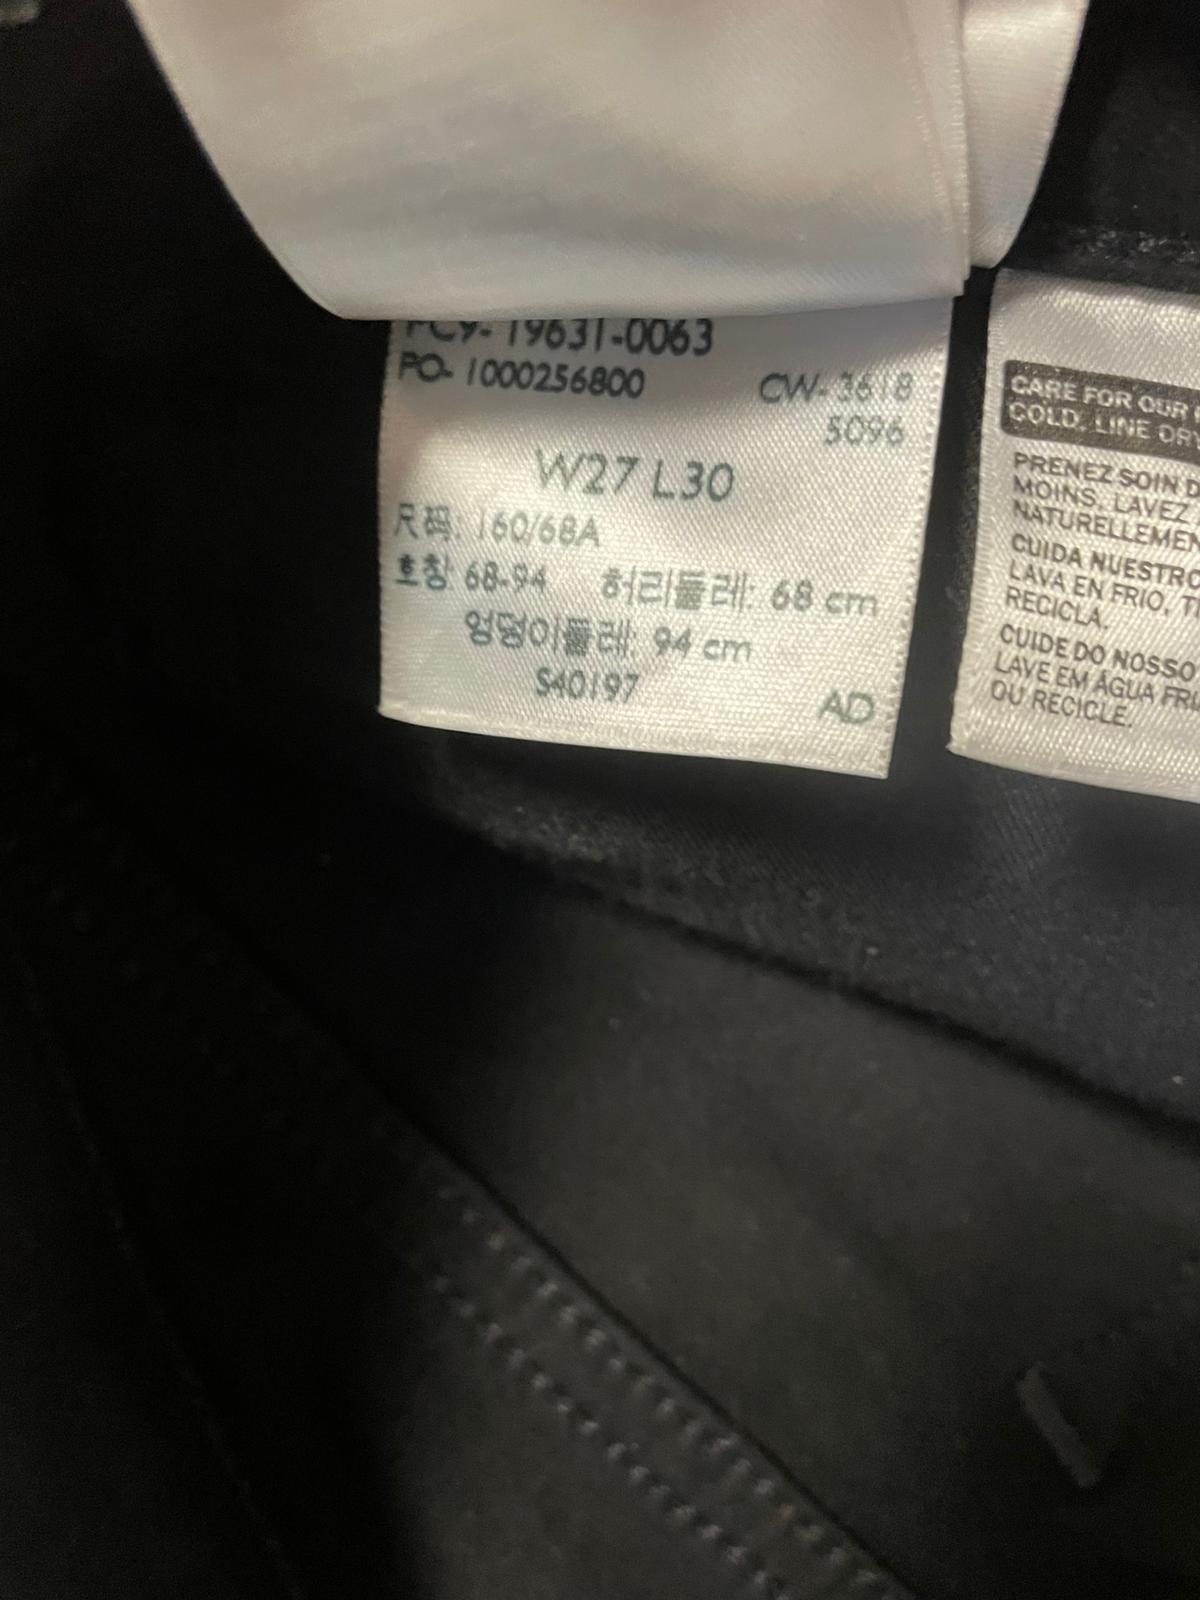 PC9- 19631-0063
PO- 1000256800
CW- 3618
5096
W27 L30
尺码: 160/68A
호칭 68-94 허리둘레: 68 cm
엉덩이둘레: 94 cm
S40197
AD
CARE FOR OUR
COLD, LINE DRY
PRENEZ SOIN
MOINS, LAVEZ
NATURELLEMEN
CUIDA NUESTRO
LAVA EN FRIO,
RECICLA.
CUIDE DO NOSSO
LAVE EM ÁGUA FRI
OU RECICLE.